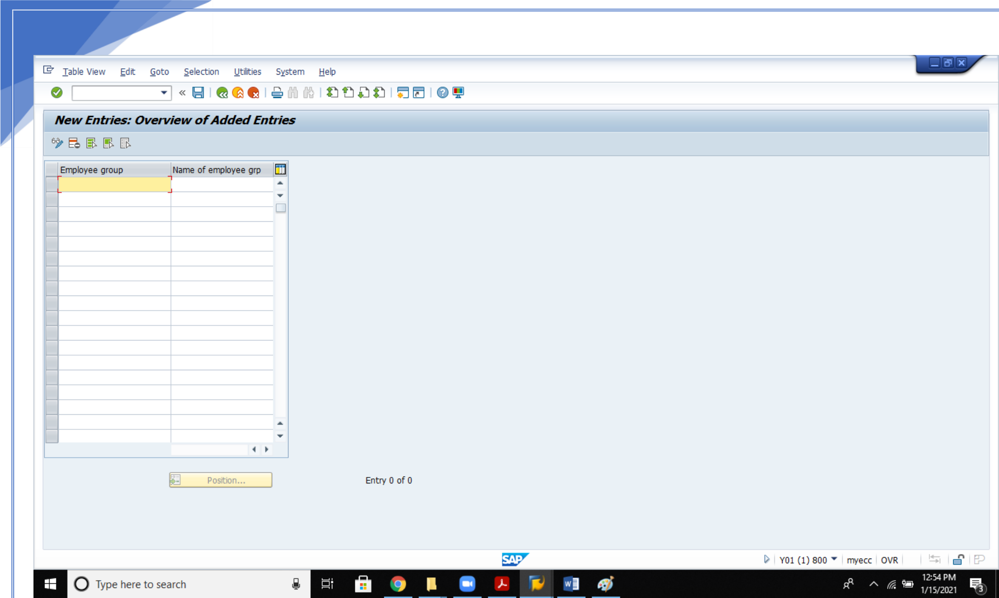 Table View Edit Goto Selection Utilities System Help
New Entries: Overview of Added Entries
Employee group Name of employee grp
Position... Entry 0 of 0
SAP Y01 (1) 800 myecc OVR
Type here to search
12:54 PM
1/15/2021
3